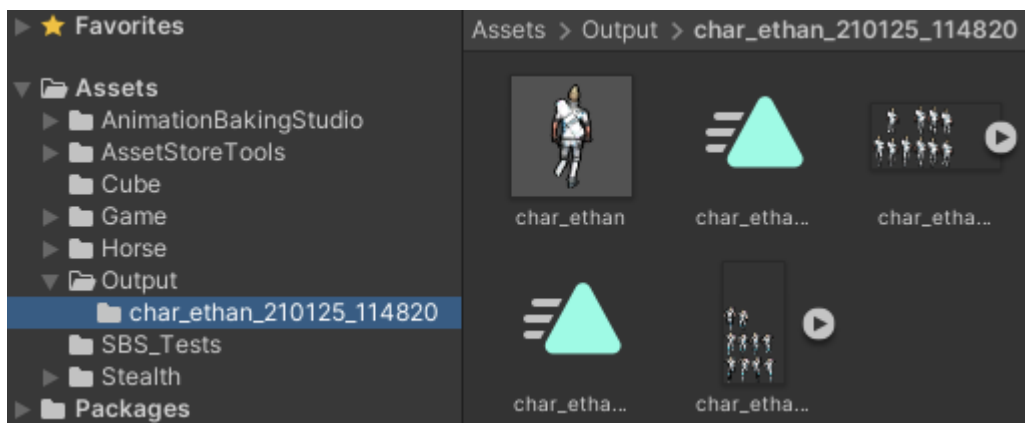 Favorites
Assets
AnimationBakingStudio
AssetStoreTools
Cube
Game
Horse
Output
char_ethan_210125_114820
SBS_Tests
Stealth
Packages
Assets > Output > char_ethan_210125_114820
char_ethan
char_etha...
char_etha...
char_etha...
char_etha...